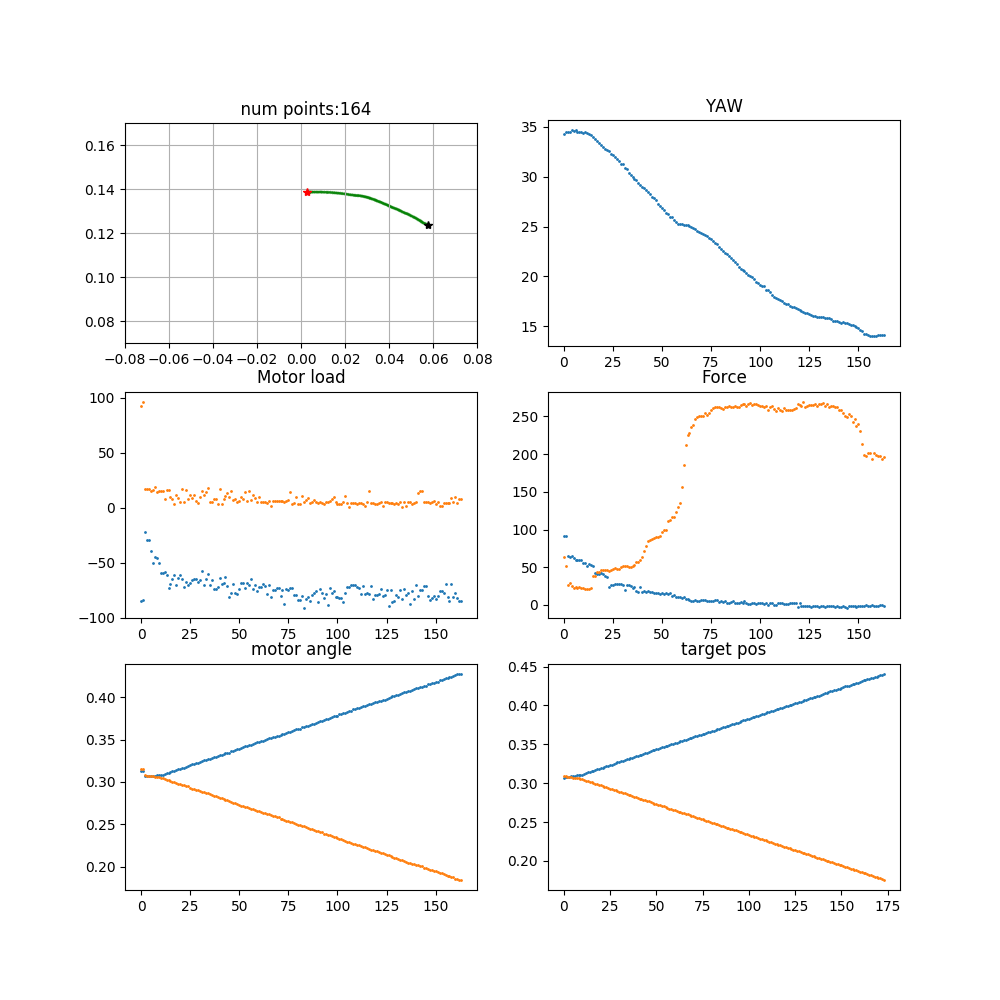 num points:164
YAW
0.16
0.14
0.12
0.10
0.08
−0.08 −0.06 −0.04 −0.02 0.00 0.02 0.04 0.06 0.08
35
30
25
20
15
0 25 50 75 100 125 150
Motor load
Force
100
50
0
−50
−100
0 25 50 75 100 125 150
250
200
150
100
50
0
0 25 50 75 100 125 150
motor angle
target pos
0.40
0.35
0.30
0.25
0.20
0 25 50 75 100 125 150
0.45
0.40
0.35
0.30
0.25
0.20
0 25 50 75 100 125 150 175